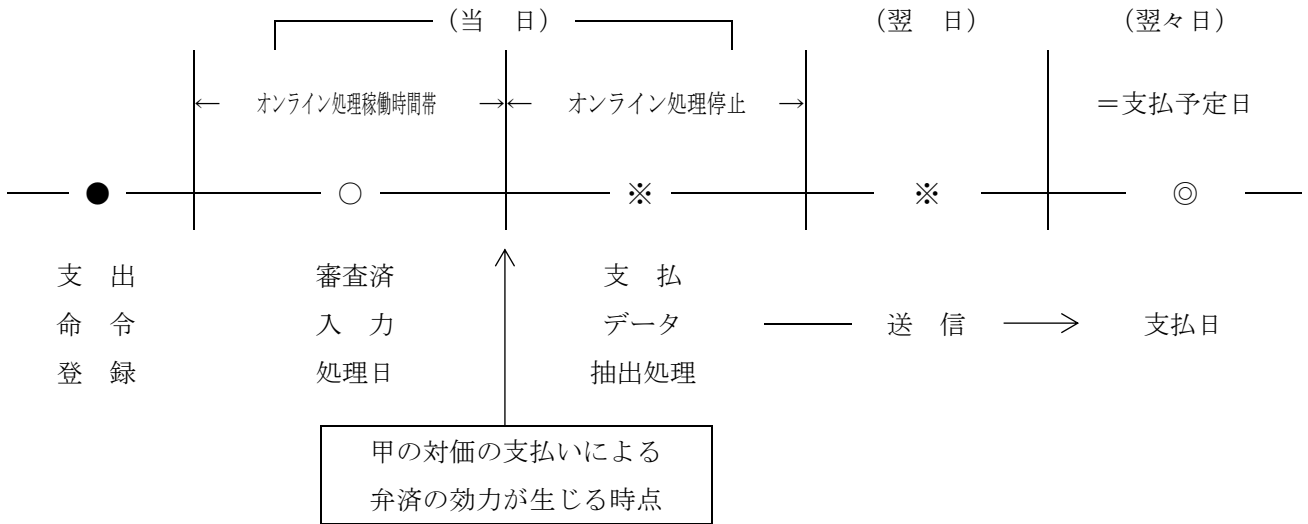 (当　日)　(翌　日)　(翌々日)
←　オンライン処理稼働時間帯　→←　オンライン処理停止　→　＝支払予定日
●　○　※　※　◎
支　出　審査済　支　払
命　令　入　力　データ　送　信　支払日
登　録　処理日　抽出処理
甲の対価の支払いによる
弁済の効力が生じる時点